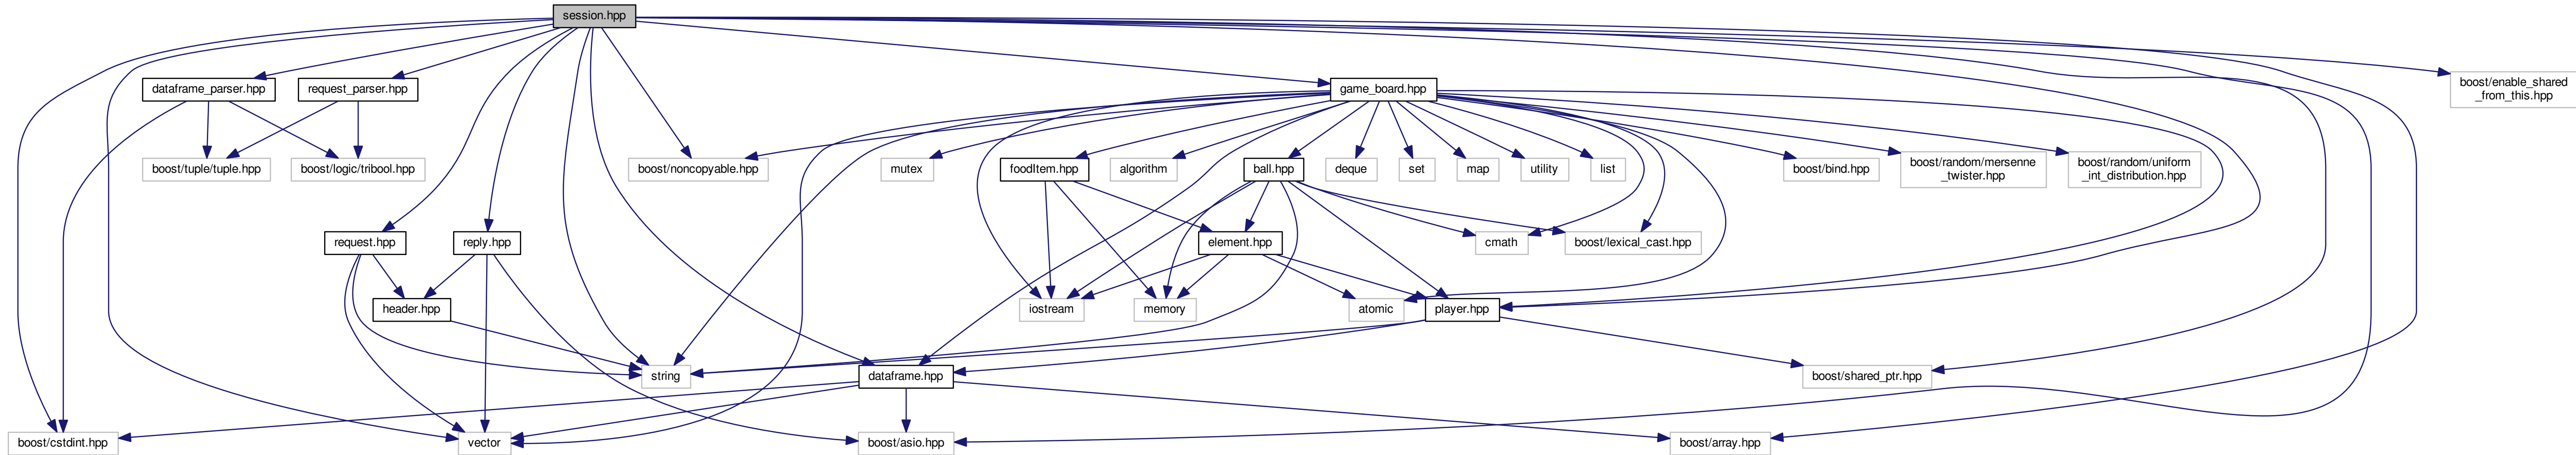 session.hpp
dataframe_parser.hpp
request_parser.hpp
game_board.hpp
boost/enable_shared
_from_this.hpp
boost/tuple/tuple.hpp
boost/logic/tribool.hpp
boost/noncopyable.hpp
mutex
foodItem.hpp
algorithm
ball.hpp
deque
set
map
utility
list
boost/bind.hpp
boost/random/mersenne
_twister.hpp
boost/random/uniform
_int_distribution.hpp
request.hpp
reply.hpp
element.hpp
cmath
boost/lexical_cast.hpp
header.hpp
iostream
memory
atomic
player.hpp
string
dataframe.hpp
boost/shared_ptr.hpp
boost/cstdint.hpp
vector
boost/asio.hpp
boost/array.hpp